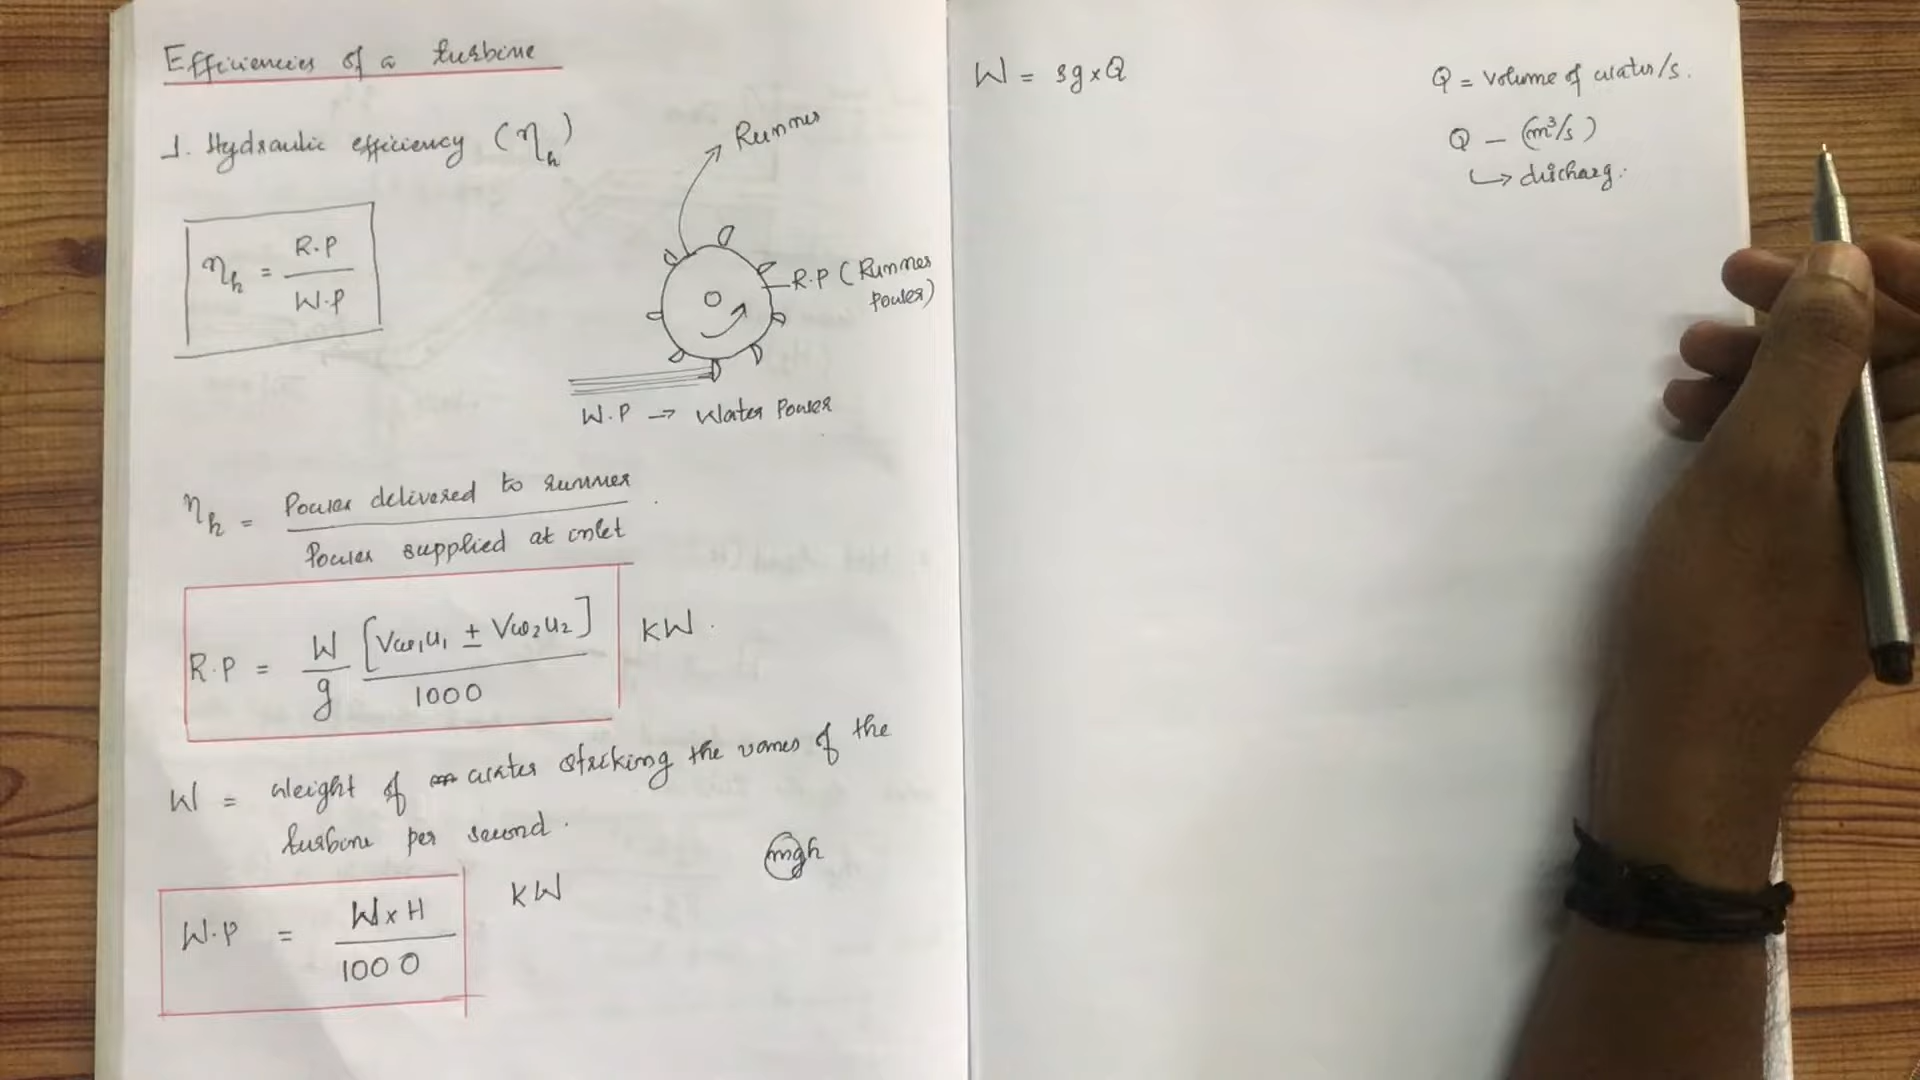 Efficiencies of a turbine
1. Hydraulic efficiency (ηh)
Runner
ηh = R.P / W.P
R.P (Runner
Power)
W.P → Water Power
ηh = Power delivered to runner / Power supplied at inlet
R.P = W/g [Vw1u1 ± Vw2u2] / 1000 KW.
W = weight of water striking the vanes of the
turbine per second.
mgh
W.P = W x H / 1000 KW
W = ρg x Q
Q = Volume of water/s.
Q – (m³/s)
↳ discharg.